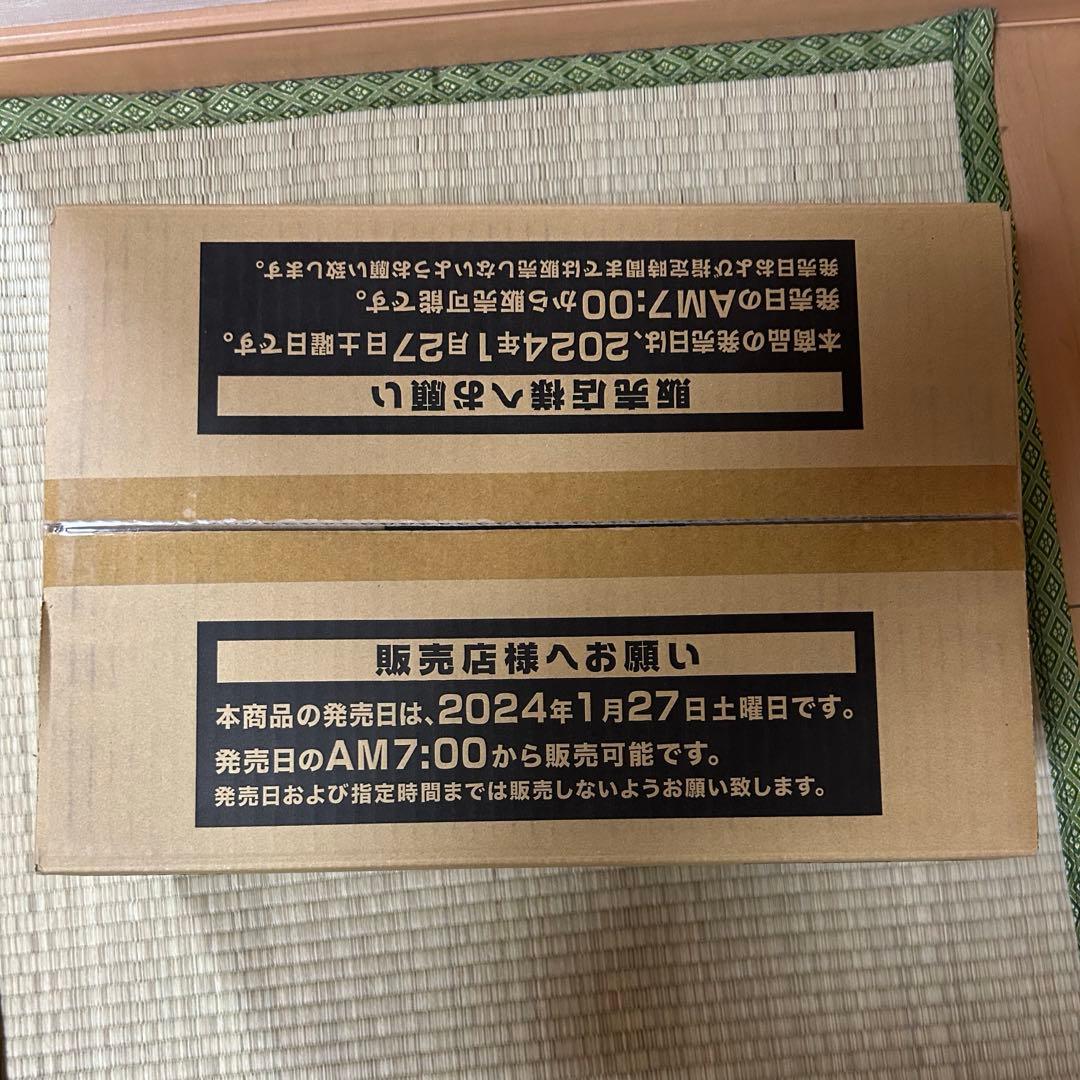 販売店様へお願い
本商品の発売日は、2024年1月27日土曜日です。
発売日のAM7:00から販売可能です。
発売日および指定時間までは販売しないようお願い致します。
販売店様へお願い
本商品の発売日は、2024年1月27日土曜日です。
発売日のAM7:00から販売可能です。
発売日および指定時間までは販売しないようお願い致します。